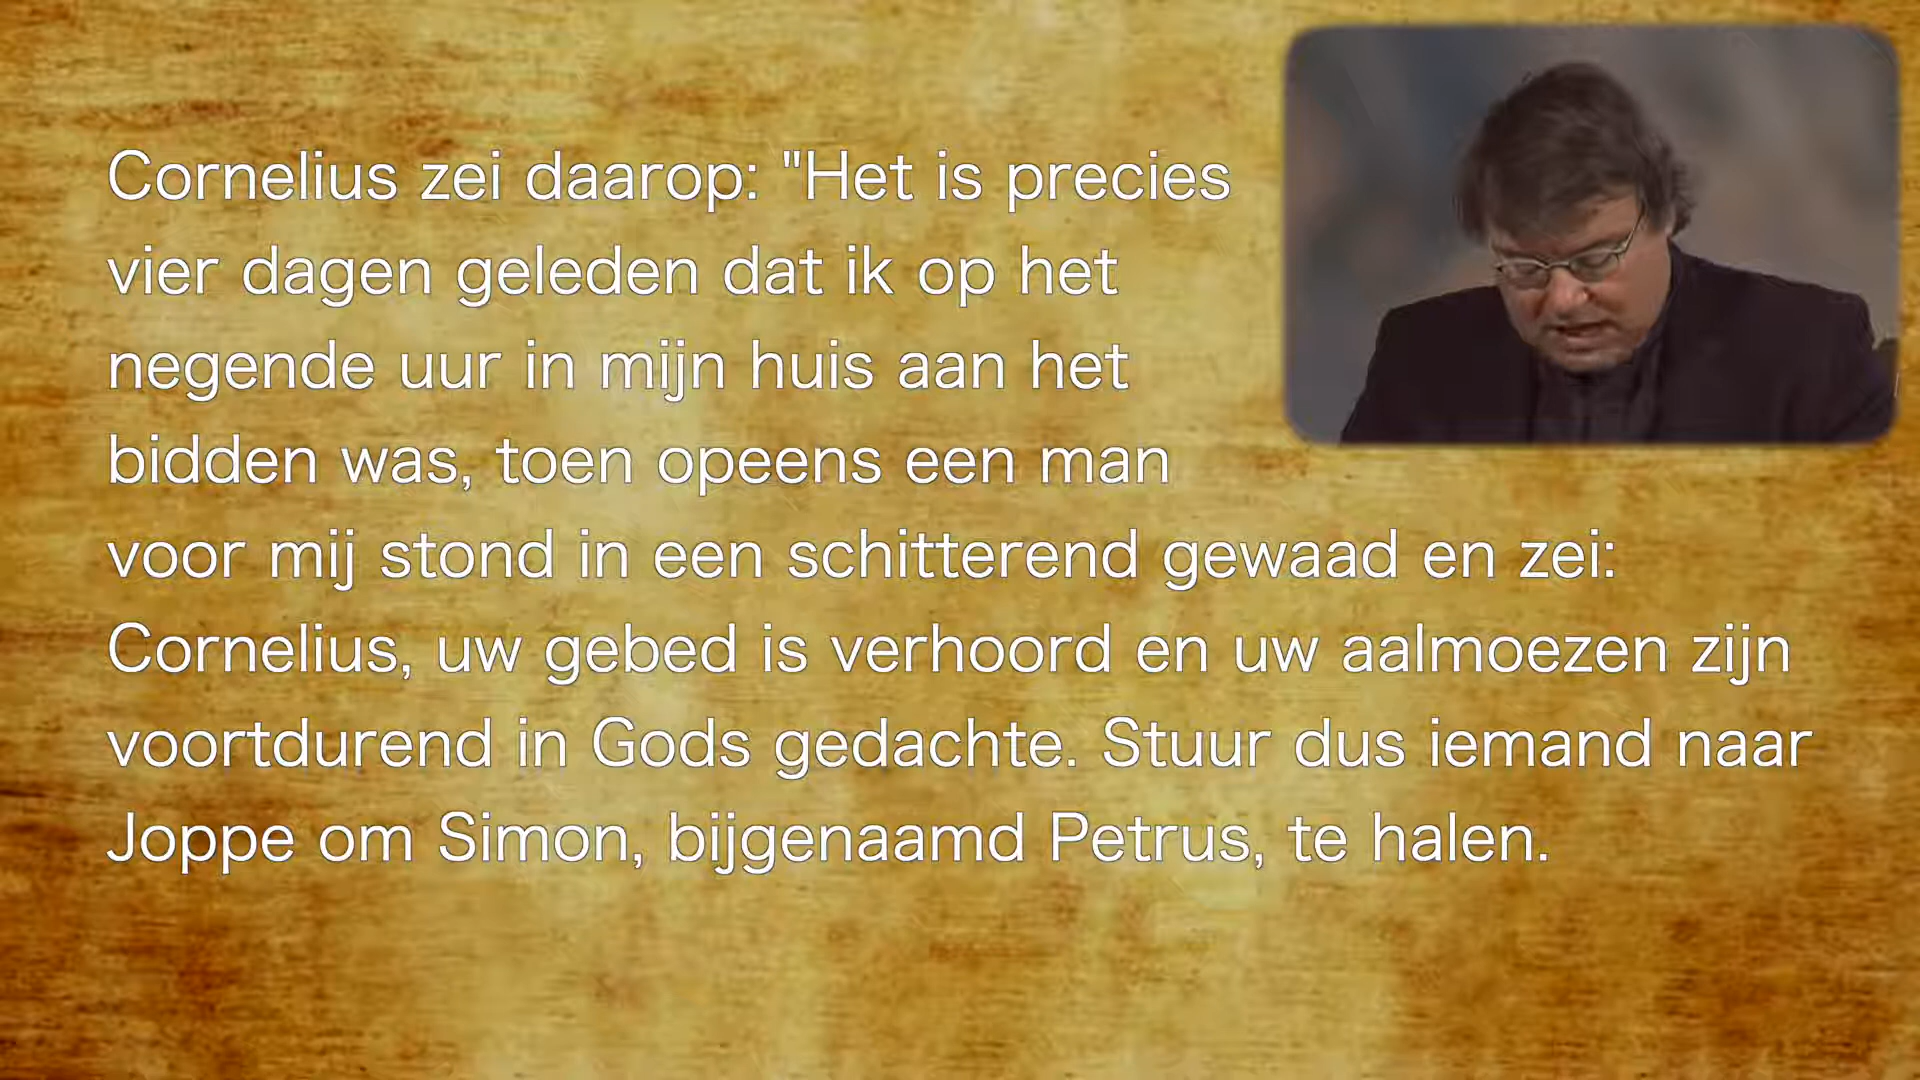 Cornelius zei daarop: "Het is precies
vier dagen geleden dat ik op het
negende uur in mijn huis aan het
bidden was, toen opeens een man
voor mij stond in een schitterend gewaad en zei:
Cornelius, uw gebed is verhoord en uw aalmoezen zijn
voortdurend in Gods gedachte. Stuur dus iemand naar
Joppe om Simon, bijgenaamd Petrus, te halen.